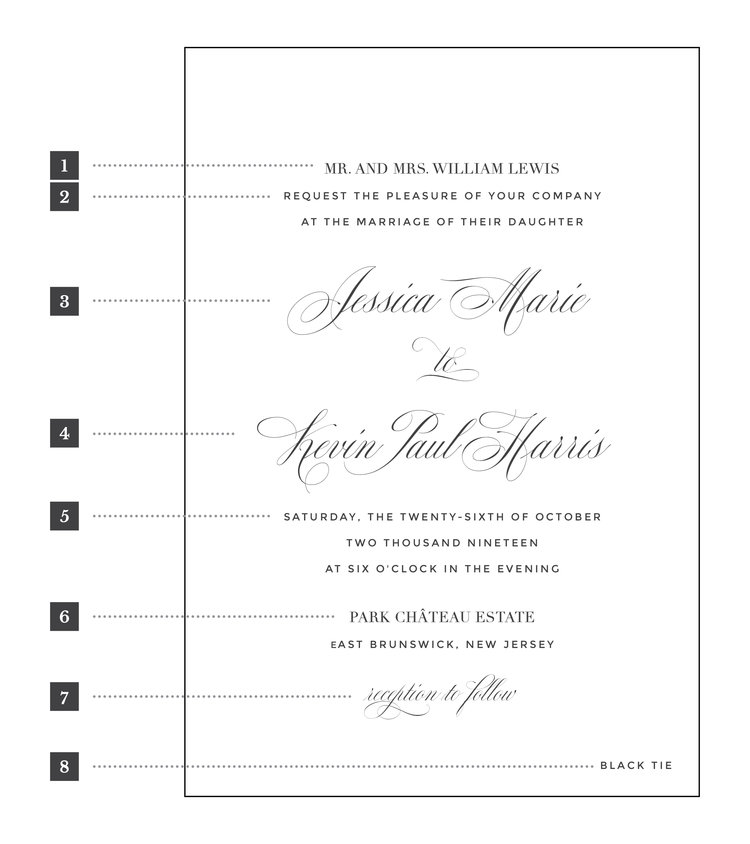 1 MR. AND MRS. WILLIAM LEWIS
2 REQUEST THE PLEASURE OF YOUR COMPANY
AT THE MARRIAGE OF THEIR DAUGHTER
3 Jessica Marie
to
4 Kevin Paul Harris
5 SATURDAY, THE TWENTY-SIXTH OF OCTOBER
TWO THOUSAND NINETEEN
AT SIX O'CLOCK IN THE EVENING
6 PARK CHÂTEAU ESTATE
EAST BRUNSWICK, NEW JERSEY
7 reception to follow
8 BLACK TIE